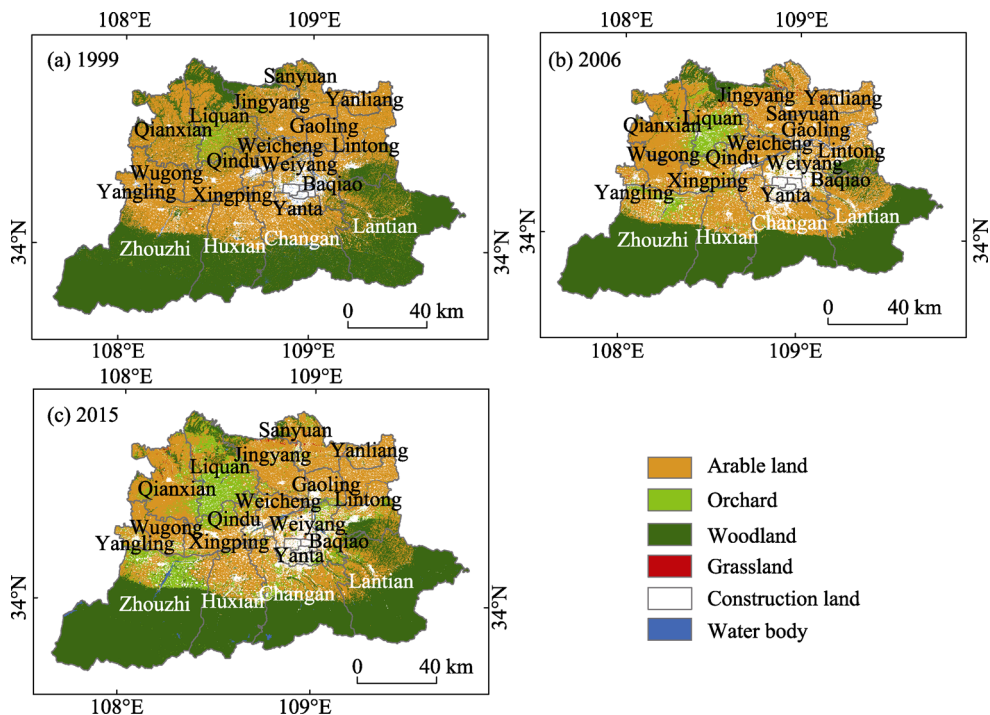 108°E
109°E
(a) 1999
Sanyuan
Jingyang
Yanliang
Liquan
Qianxian
Gaoling
Weicheng
Lintong
Qindu
Weiyang
Wugong
Yangling
Xingping
Baqiao
Yanta
Lantian
Zhouzhi
Huxian
Changan
34°N
34°N
0
40 km
108°E
109°E
108°E
109°E
(b) 2006
Jingyang
Yanliang
Sanyuan
Liquan
Qianxian
Gaoling
Weicheng
Wugong
Qindu
Lintong
Weiyang
Yangling
Xingping
Baqiao
Yanta
Lantian
Zhouzhi
Huxian
Changan
34°N
0
40 km
108°E
109°E
108°E
109°E
(c) 2015
Sanyuan
Jingyang
Yanliang
Liquan
Qianxian
Gaoling
Weicheng
Lintong
Qindu
Weiyang
Wugong
Yangling
Xingping
Baqiao
Yanta
Lantian
Zhouzhi
Huxian
Changan
34°N
34°N
0
40 km
108°E
109°E
Arable land
Orchard
Woodland
Grassland
Construction land
Water body